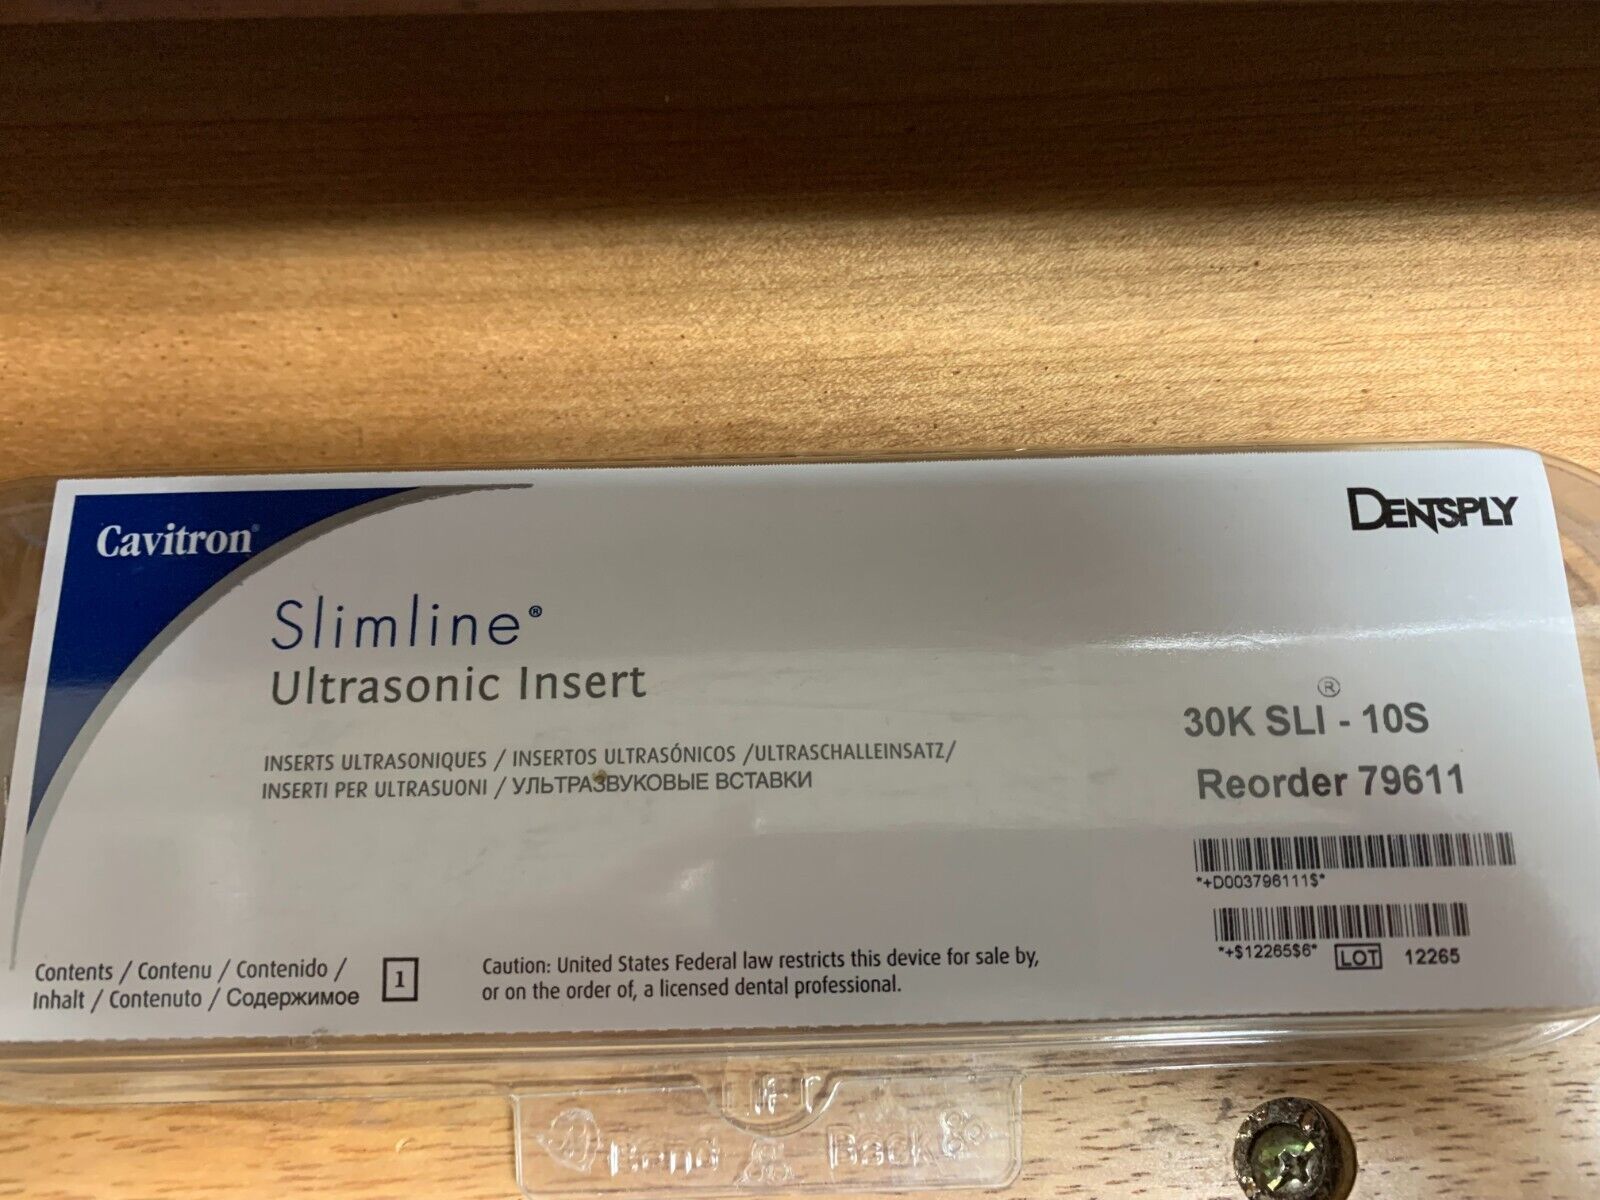 Cavitron®
DENTSPLY
Slimline®
Ultrasonic Insert
INSERTS ULTRASONIQUES / INSERTOS ULTRASÓNICOS /ULTRASCHALLEINSATZ/
INSERTI PER ULTRASUONI / УЛЬТРАЗВУКОВЫЕ ВСТАВКИ
®
30K SLI - 10S
Reorder 79611
*+D003796111$*
*+$12265$6*
LOT 12265
Contents / Contenu / Contenido /
Inhalt / Contenuto / Содержимое
1
Caution: United States Federal law restricts this device for sale by,
or on the order of, a licensed dental professional.
Bend Back